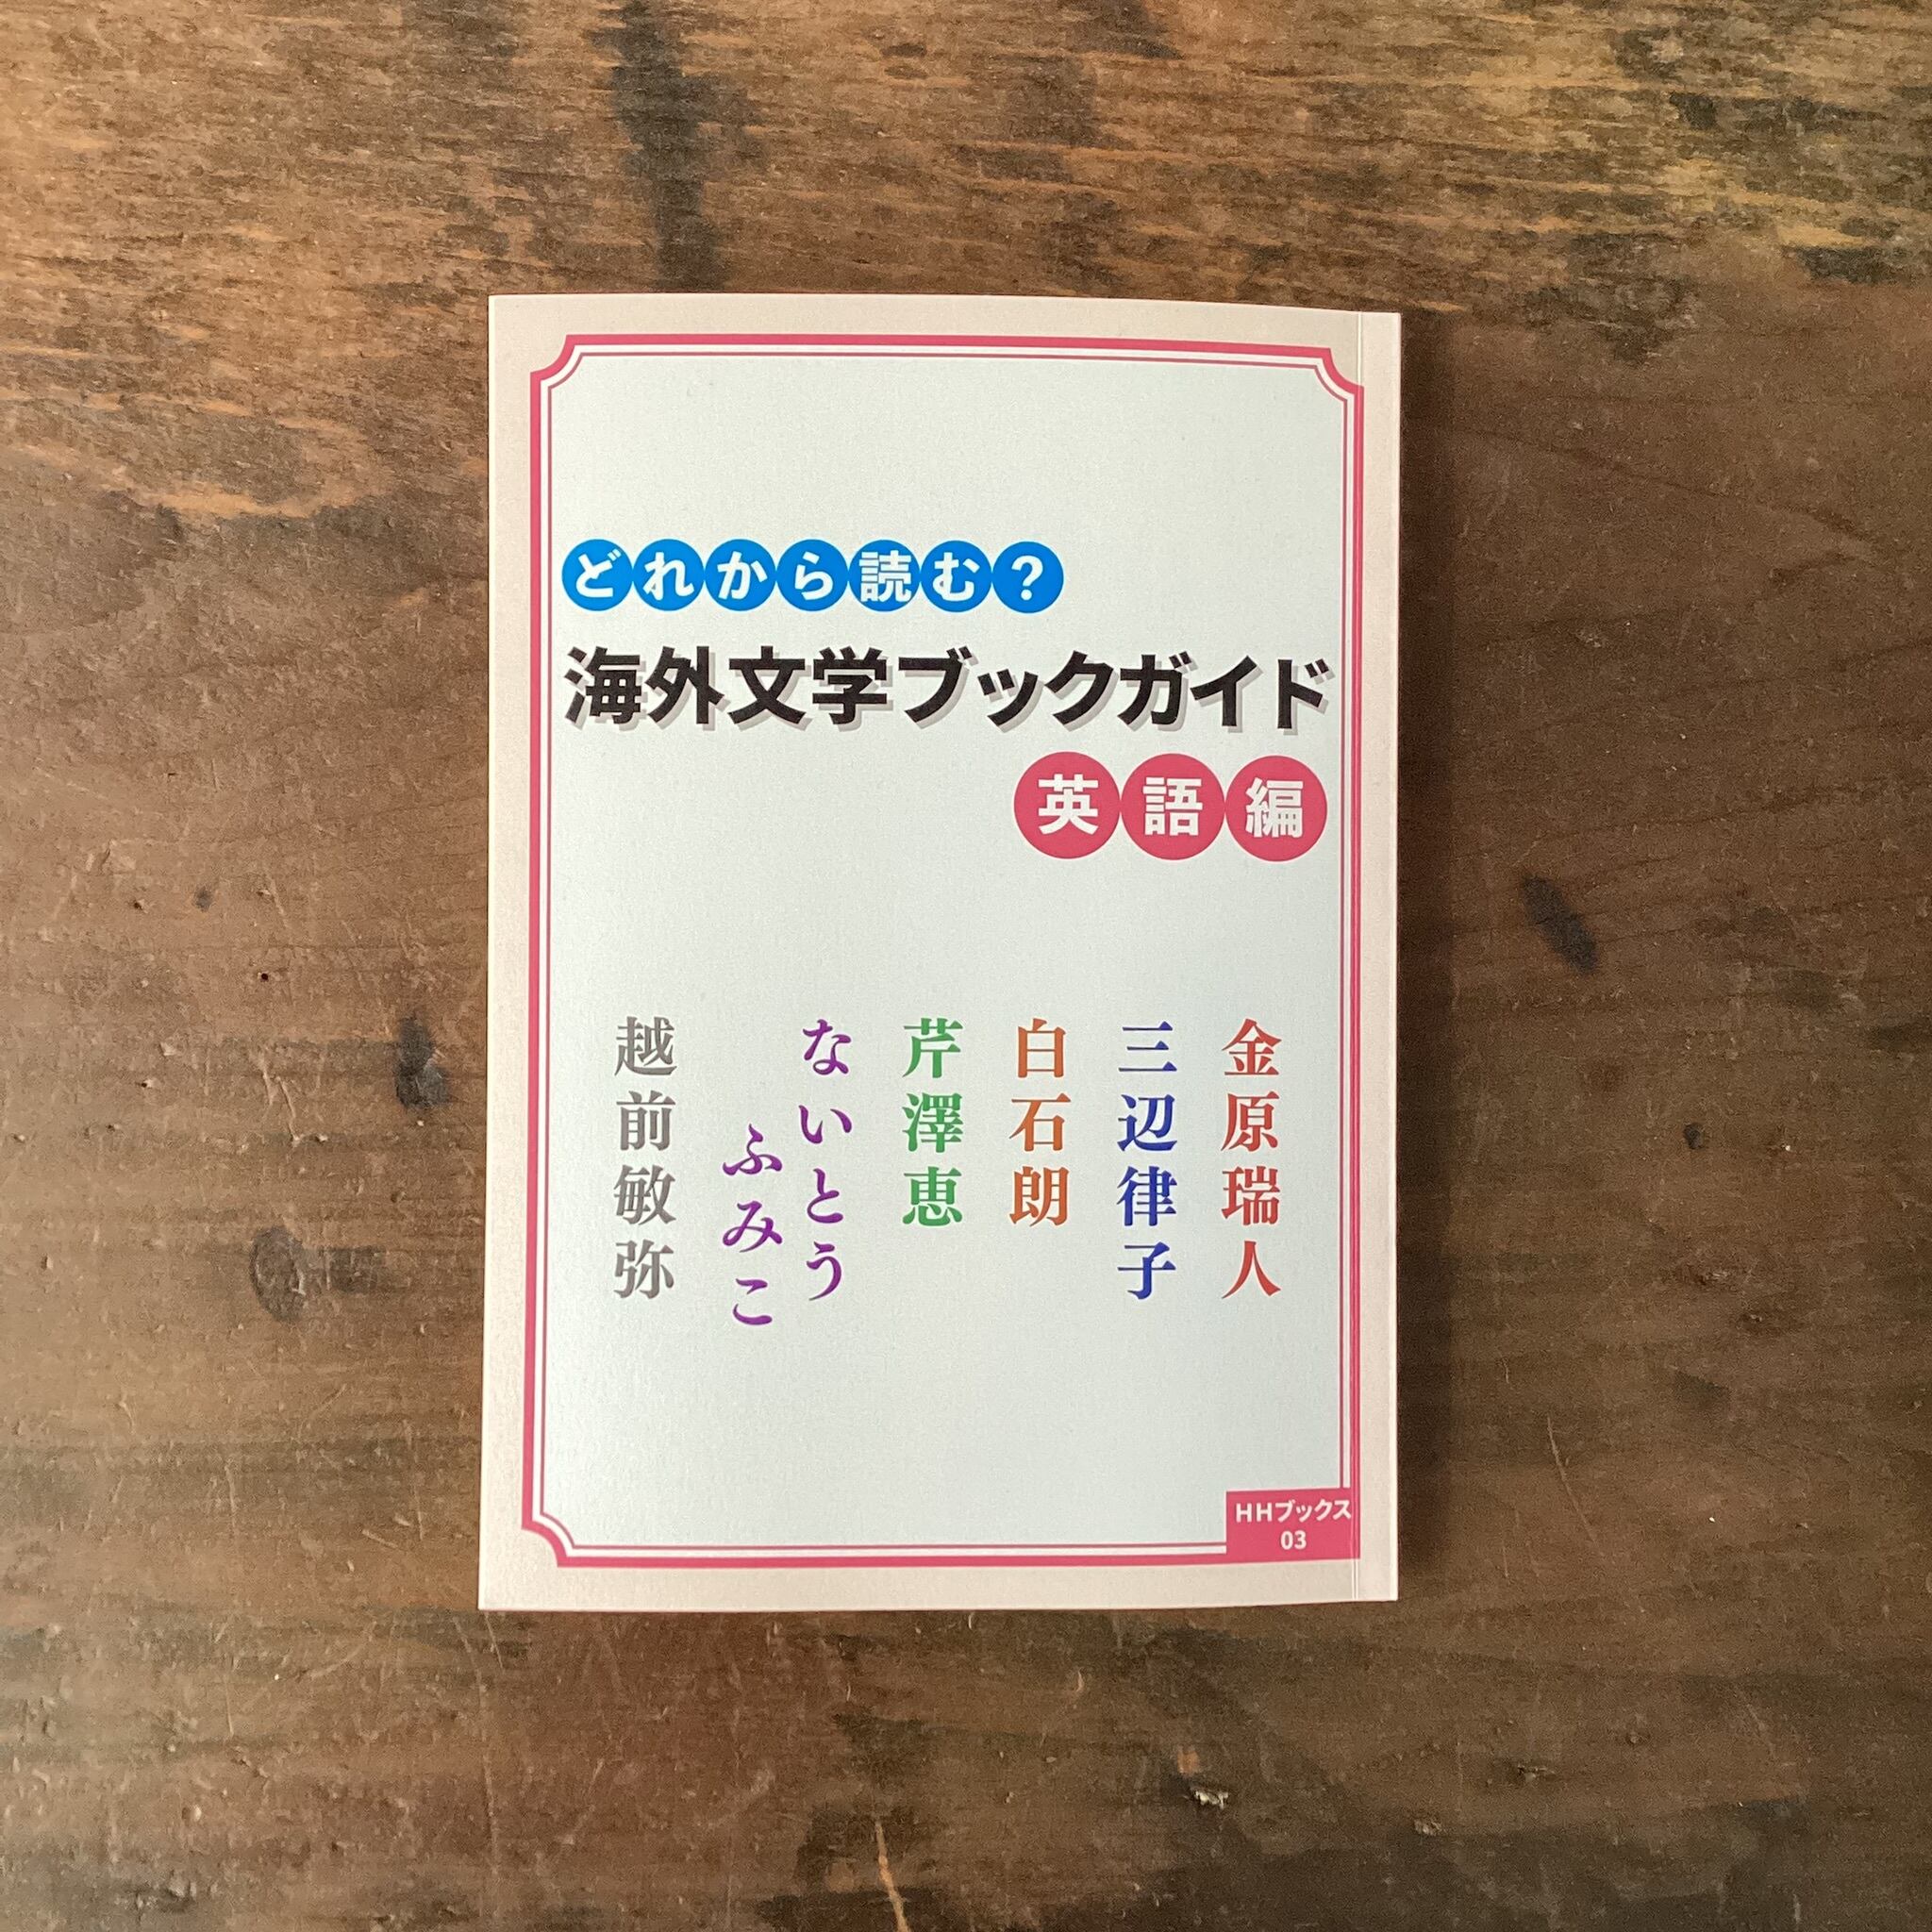 どれから読む?
海外文学ブックガイド
英語編
金原瑞人
三辺律子
白石朗
芹澤恵
ないとう
ふみこ
越前敏弥
HHブックス
03